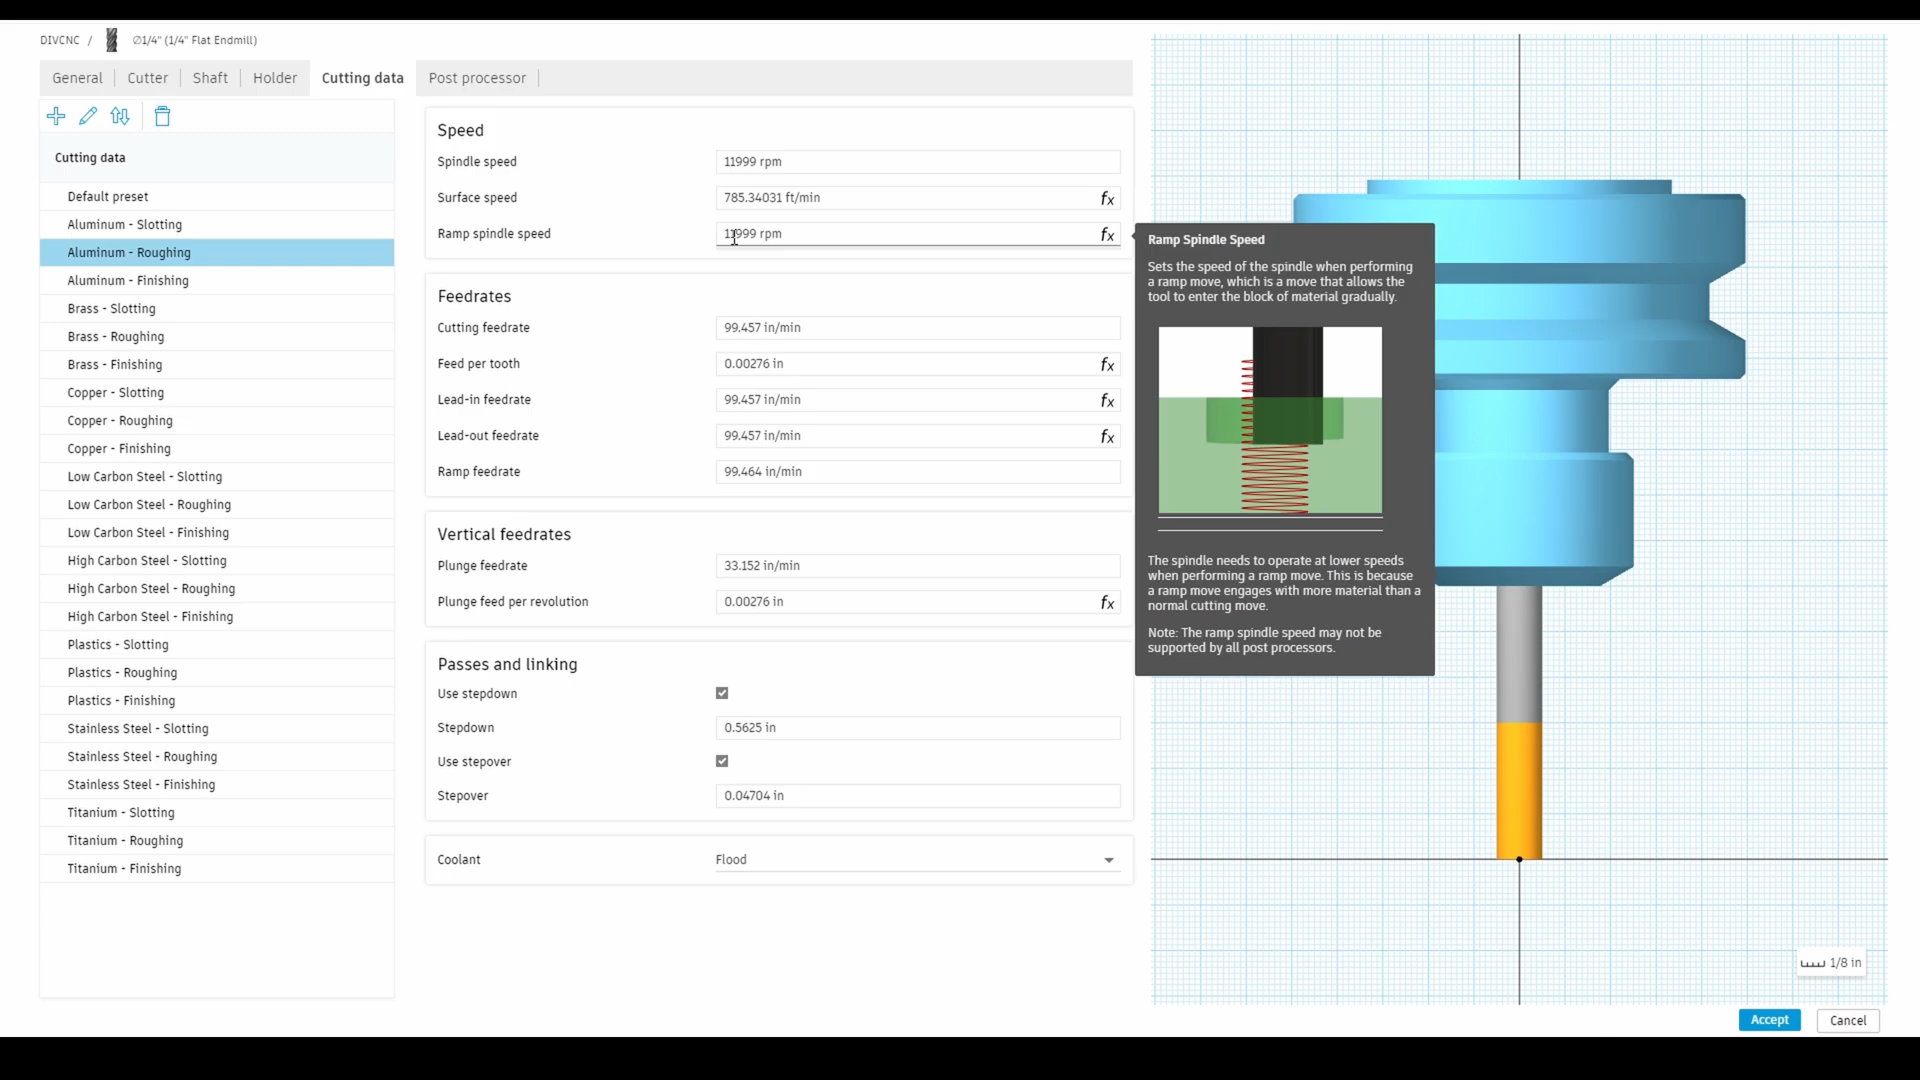 DIVCNC / ∅1/4" (1/4" Flat Endmill)
General Cutter Shaft Holder Cutting data Post processor
Cutting data
Default preset
Aluminum - Slotting
Aluminum - Roughing
Aluminum - Finishing
Brass - Slotting
Brass - Roughing
Brass - Finishing
Copper - Slotting
Copper - Roughing
Copper - Finishing
Low Carbon Steel - Slotting
Low Carbon Steel - Roughing
Low Carbon Steel - Finishing
High Carbon Steel - Slotting
High Carbon Steel - Roughing
High Carbon Steel - Finishing
Plastics - Slotting
Plastics - Roughing
Plastics - Finishing
Stainless Steel - Slotting
Stainless Steel - Roughing
Stainless Steel - Finishing
Titanium - Slotting
Titanium - Roughing
Titanium - Finishing
Speed
Spindle speed 11999 rpm
Surface speed 785.34031 ft/min fx
Ramp spindle speed 11999 rpm fx
Feedrates
Cutting feedrate 99.457 in/min
Feed per tooth 0.00276 in fx
Lead-in feedrate 99.457 in/min fx
Lead-out feedrate 99.457 in/min fx
Ramp feedrate 99.464 in/min
Vertical feedrates
Plunge feedrate 33.152 in/min
Plunge feed per revolution 0.00276 in fx
Passes and linking
Use stepdown
Stepdown 0.5625 in
Use stepover
Stepover 0.04704 in
Coolant Flood
Ramp Spindle Speed
Sets the speed of the spindle when performing
a ramp move, which is a move that allows the
tool to enter the block of material gradually.
The spindle needs to operate at lower speeds
when performing a ramp move. This is because
a ramp move engages with more material than a
normal cutting move.
Note: The ramp spindle speed may not be
supported by all post processors.
1/8 in
Accept Cancel